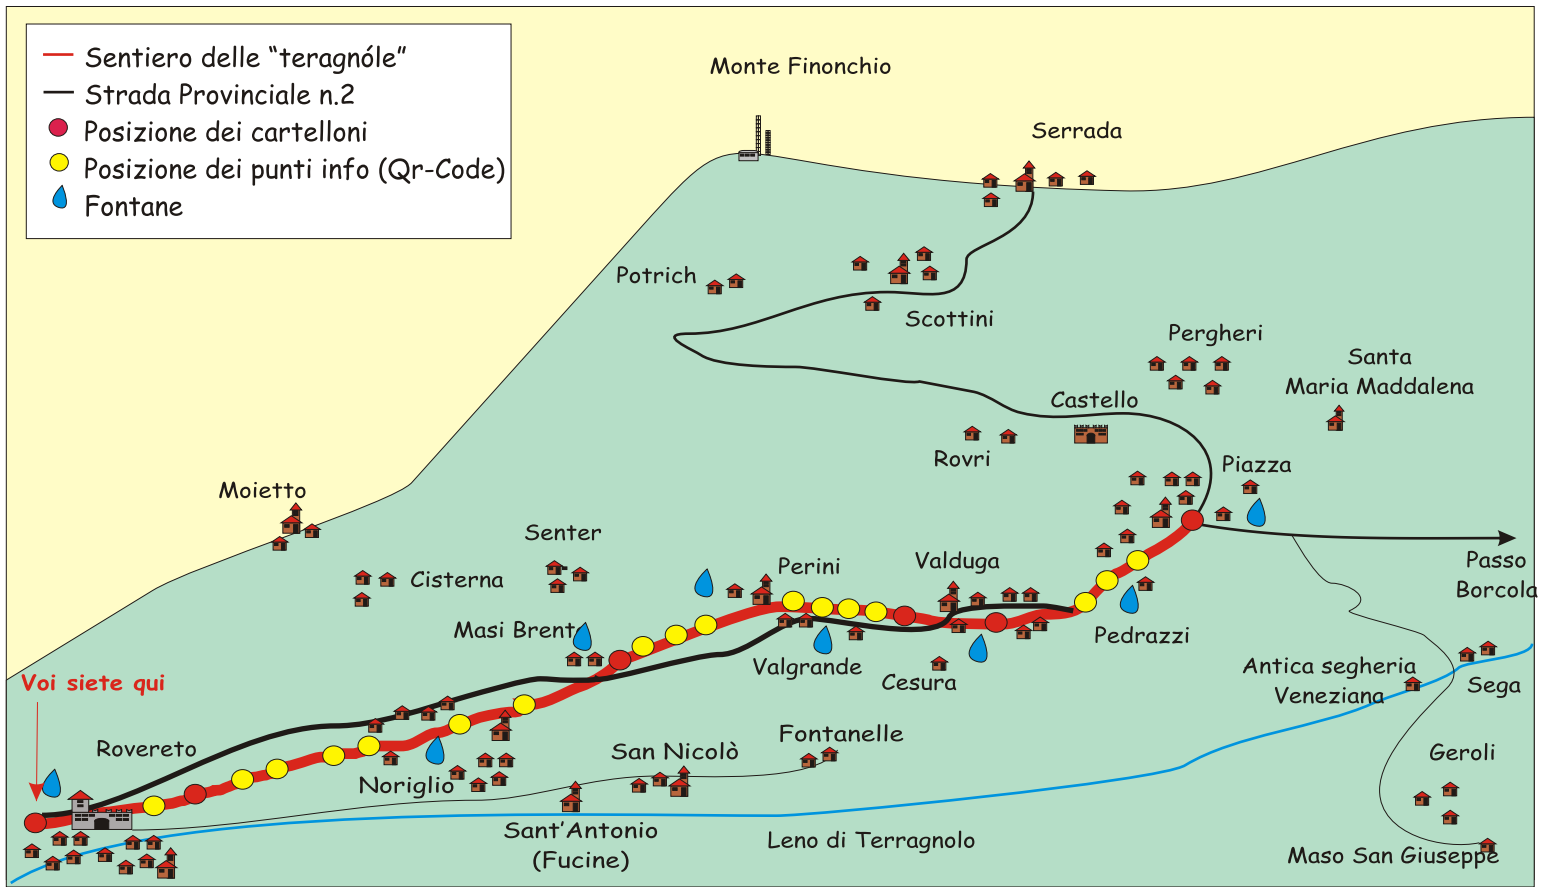 Sentiero delle “teragnóle”
Strada Provinciale n.2
Posizione dei cartelloni
Posizione dei punti info (Qr-Code)
Fontane
Monte Finonchio
Serrada
Potrich
Scottini
Pergheri
Santa
Maria Maddalena
Castello
Rovri
Piazza
Moietto
Senter
Cisterna
Perini
Valduga
Passo
Borcola
Masi Brenta
Pedrazzi
Valgrande
Cesura
Antica segheria
Veneziana
Sega
Voi siete qui
Rovereto
Noriglio
San Nicolò
Fontanelle
Geroli
Sant’Antonio
(Fucine)
Leno di Terragnolo
Maso San Giuseppe